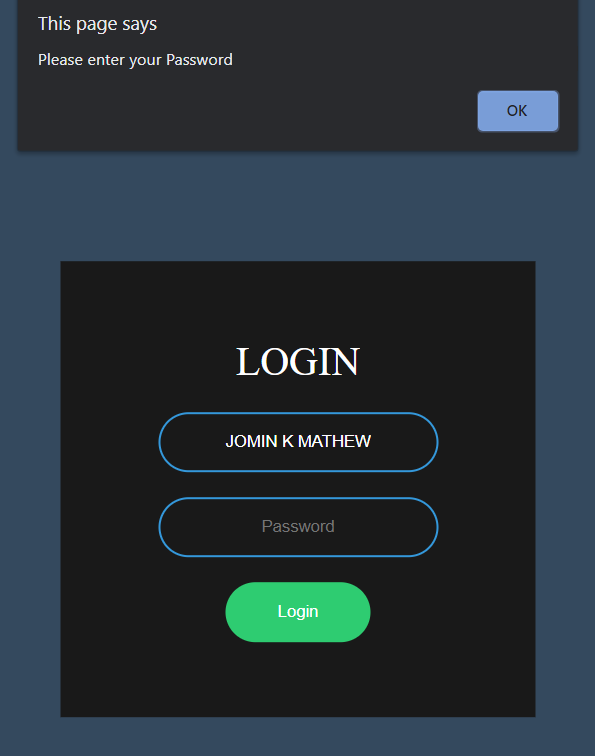 This page says
Please enter your Password
OK
LOGIN
JOMIN K MATHEW
Password
Login